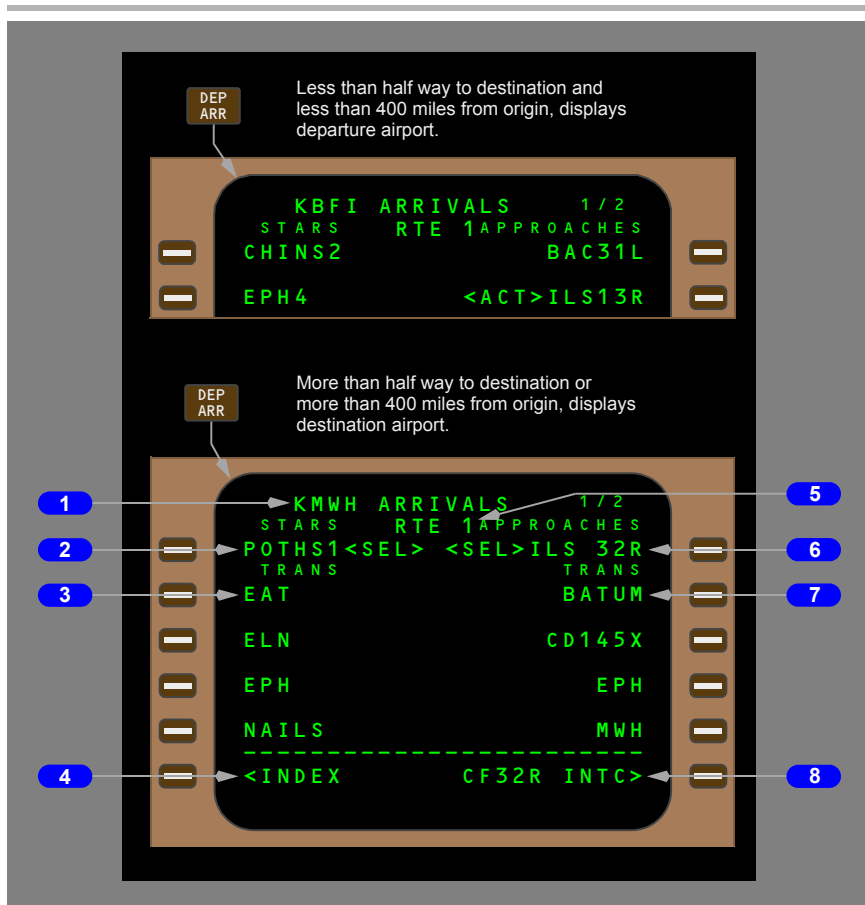 DEP
ARR
Less than half way to destination and
less than 400 miles from origin, displays
departure airport.
KBFI ARRIVALS 1/2
STARS RTE 1 APPROACHES
CHINS2 BAC31L
EPH4 <ACT>ILS13R
DEP
ARR
More than half way to destination or
more than 400 miles from origin, displays
destination airport.
1 KMWH ARRIVALS 1/2 5
STARS RTE 1 APPROACHES
2 POTHS1<SEL> <SEL>ILS 32R 6
TRANS TRANS
3 EAT BATUM 7
ELN CD145X
EPH EPH
NAILS MWH
----------------------------
4 <INDEX CF32R INTC> 8